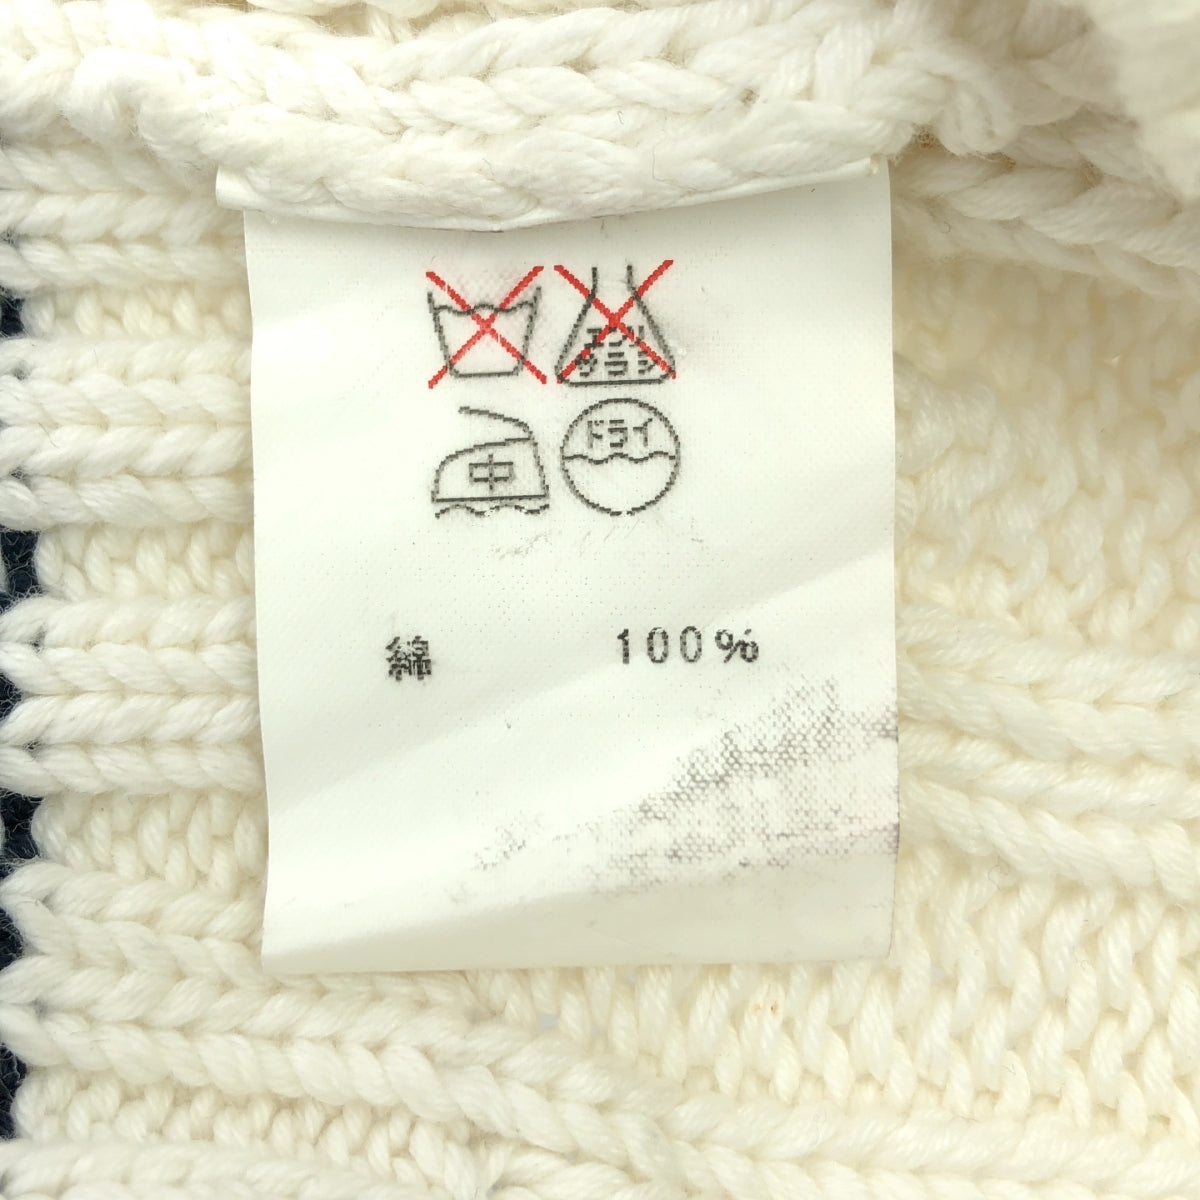 エンソ
サラシ
中 ドライ
綿 100%